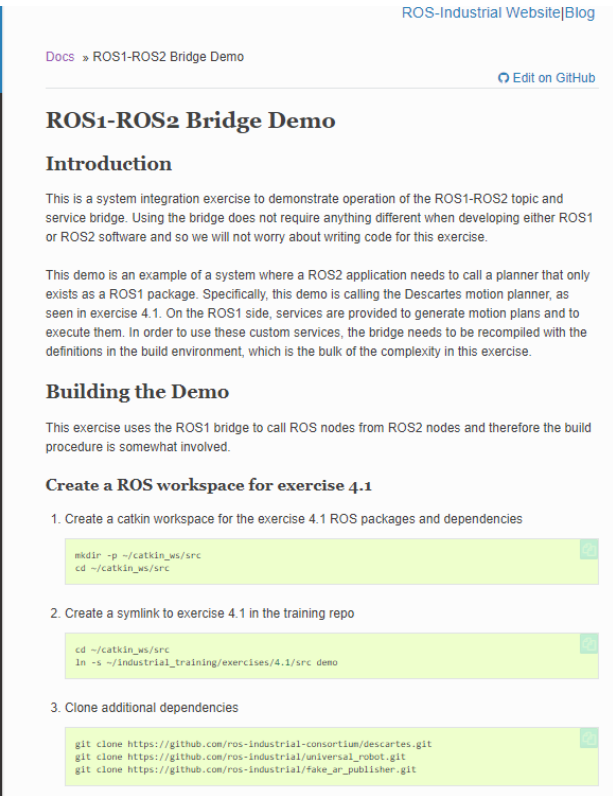 ROS-Industrial Website|Blog
Docs » ROS1-ROS2 Bridge Demo
Edit on GitHub
ROS1-ROS2 Bridge Demo
Introduction
This is a system integration exercise to demonstrate operation of the ROS1-ROS2 topic and
service bridge. Using the bridge does not require anything different when developing either ROS1
or ROS2 software and so we will not worry about writing code for this exercise.
This demo is an example of a system where a ROS2 application needs to call a planner that only
exists as a ROS1 package. Specifically, this demo is calling the Descartes motion planner, as
seen in exercise 4.1. On the ROS1 side, services are provided to generate motion plans and to
execute them. In order to use these custom services, the bridge needs to be recompiled with the
definitions in the build environment, which is the bulk of the complexity in this exercise.
Building the Demo
This exercise uses the ROS1 bridge to call ROS nodes from ROS2 nodes and therefore the build
procedure is somewhat involved.
Create a ROS workspace for exercise 4.1
1. Create a catkin workspace for the exercise 4.1 ROS packages and dependencies
mkdir -p ~/catkin_ws/src
cd ~/catkin_ws/src
2. Create a symlink to exercise 4.1 in the training repo
cd ~/catkin_ws/src
ln -s ~/industrial_training/exercises/4.1/src demo
3. Clone additional dependencies
git clone https://github.com/ros-industrial-consortium/descartes.git
git clone https://github.com/ros-industrial/universal_robot.git
git clone https://github.com/ros-industrial/fake_ar_publisher.git